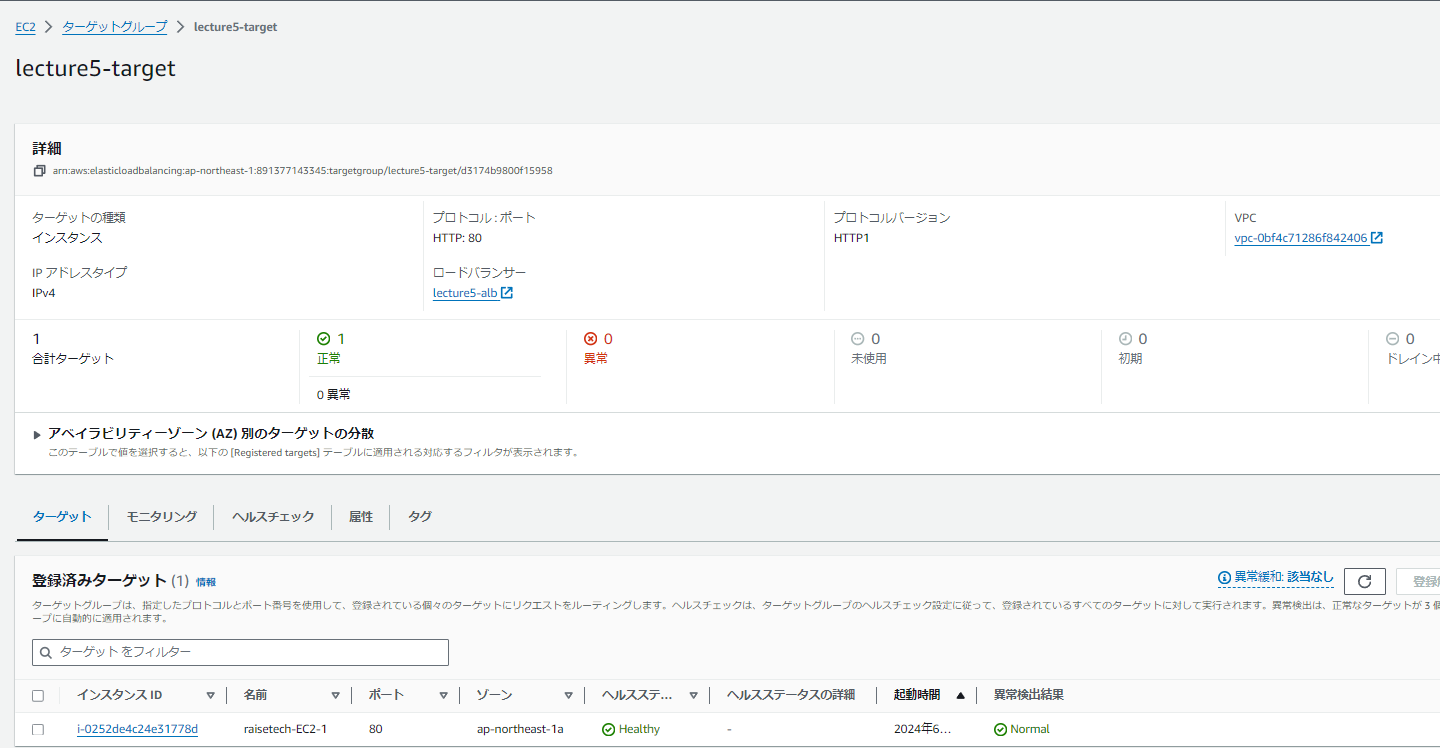 EC2 > ターゲットグループ > lecture5-target
lecture5-target
詳細
arn:aws:elasticloadbalancing:ap-northeast-1:891377143345:targetgroup/lecture5-target/d3174b9800f15958
ターゲットの種類
インスタンス
プロトコル : ポート
HTTP: 80
プロトコルバージョン
HTTP1
VPC
vpc-0bf4c71286f842406
IP アドレスタイプ
IPv4
ロードバランサー
lecture5-alb
1
合計ターゲット
1
正常
0 異常
0
異常
0
未使用
0
初期
0
ドレイン中
アベイラビリティーゾーン (AZ) 別のターゲットの分散
このテーブルで値を選択すると、以下の [Registered targets] テーブルに適用される対応するフィルタが表示されます。
ターゲット モニタリング ヘルスチェック 属性 タグ
登録済みターゲット (1) 情報
異常緩和: 該当なし
登録
ターゲットグループは、指定したプロトコルとポート番号を使用して、登録されている個々のターゲットにリクエストをルーティングします。ヘルスチェックは、ターゲットグループのヘルスチェック設定に従って、登録されているすべてのターゲットに対して実行されます。異常検出は、正常なターゲットが 3 個
ープに自動的に適用されます。
ターゲット をフィルター
インスタンス ID 名前 ポート ゾーン ヘルスステ... ヘルスステータスの詳細 起動時間 異常検出結果
i-0252de4c24e31778d raisetech-EC2-1 80 ap-northeast-1a Healthy - 2024年6... Normal